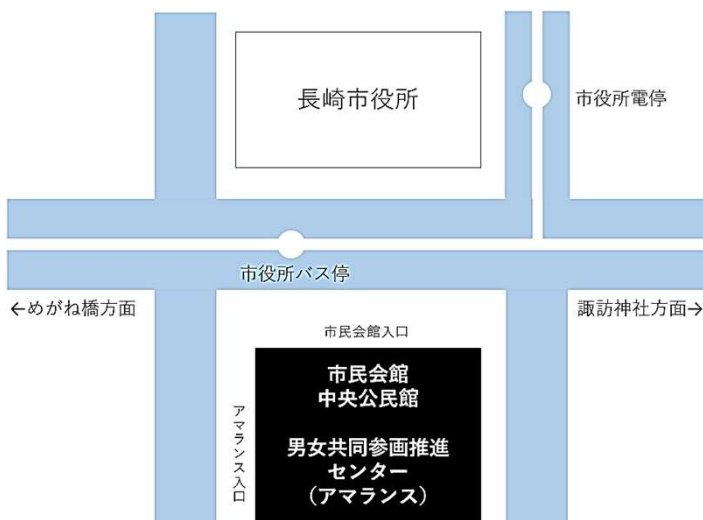 長崎市役所
市役所電停
市役所バス停
←めがね橋方面
諏訪神社方面→
市民会館入口
市民会館
中央公民館
アマランス入口
男女共同参画推進
センター
（アマランス）